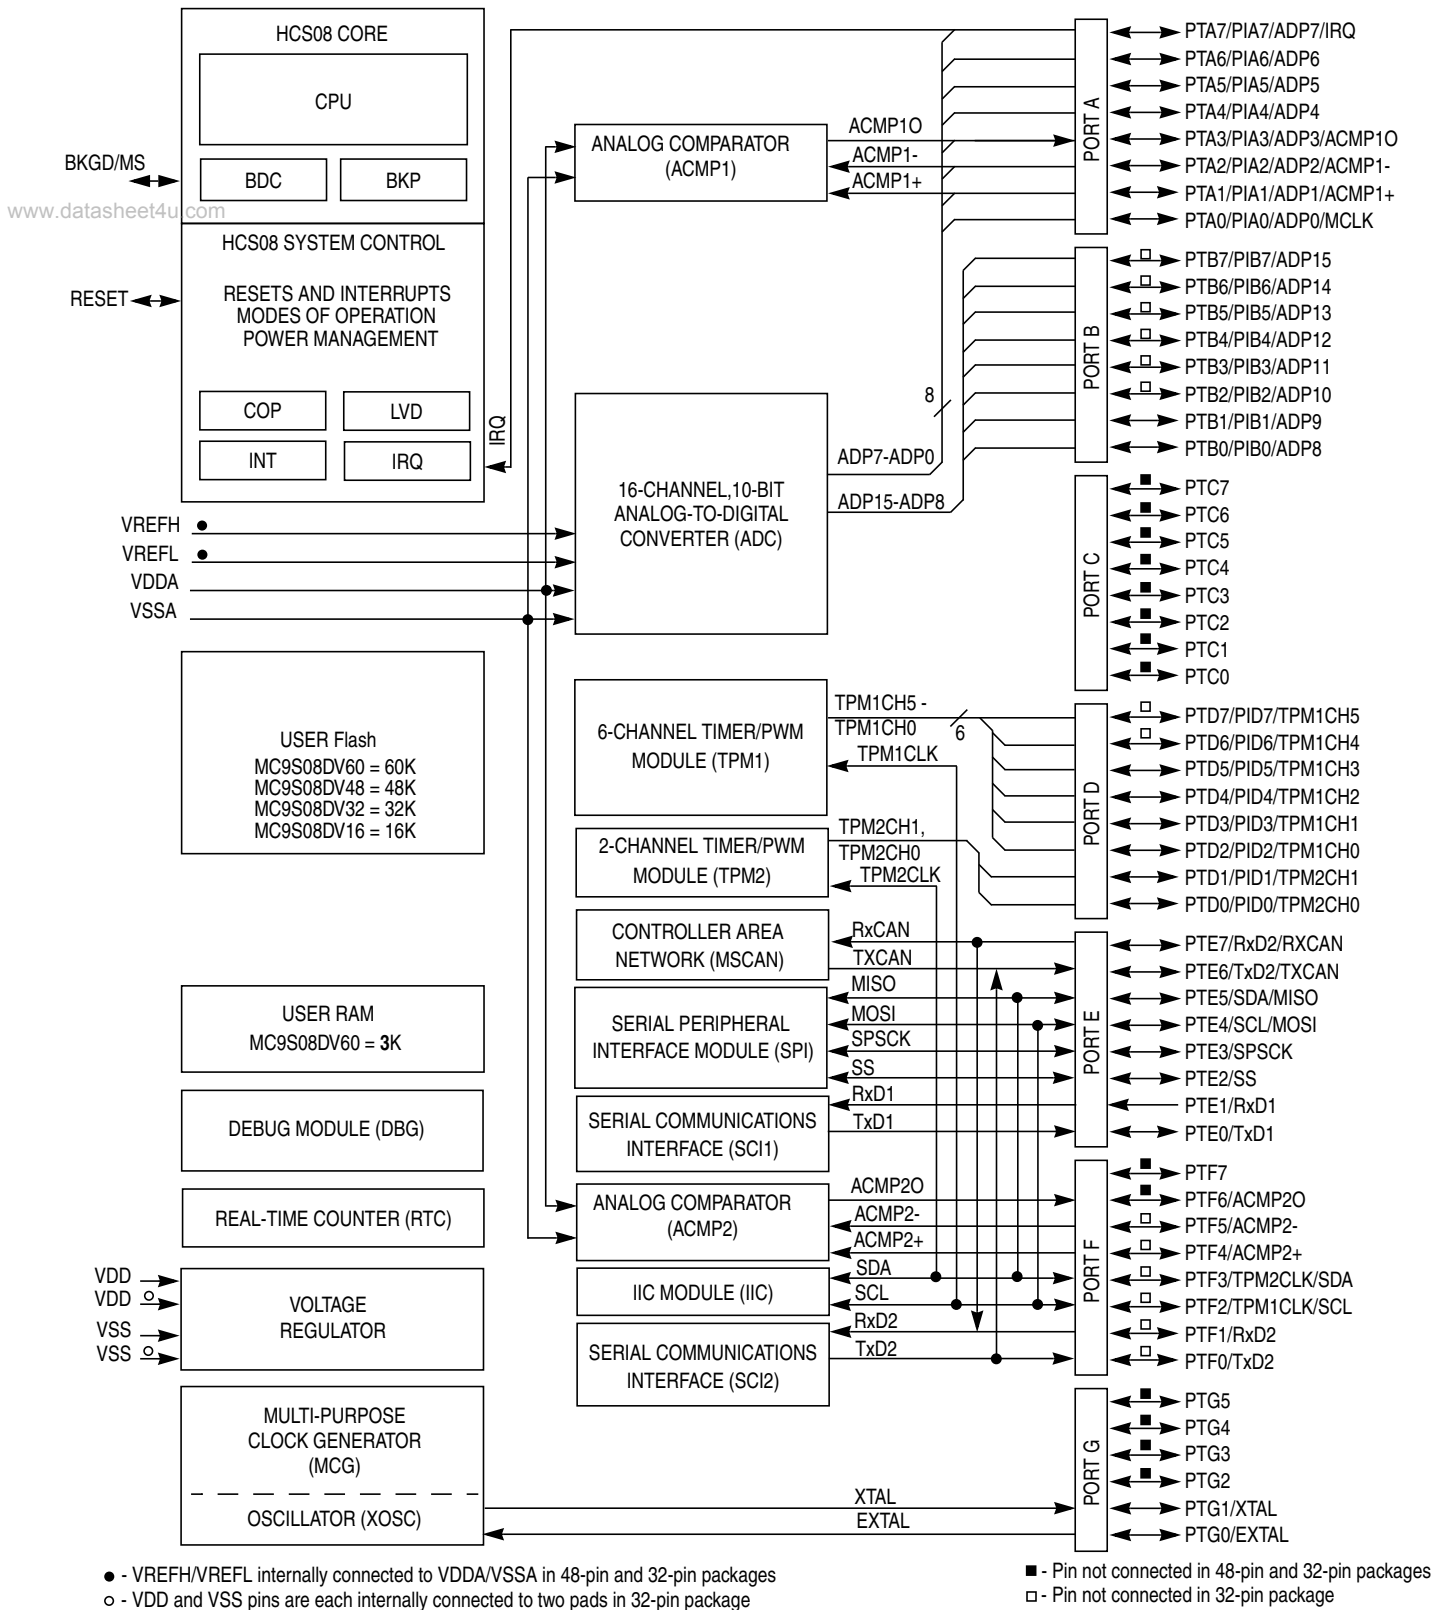 HCS08 CORE
CPU
BDC
BKP
BKGD/MS
www.datasheet4u.com
HCS08 SYSTEM CONTROL
RESETS AND INTERRUPTS
MODES OF OPERATION
POWER MANAGEMENT
RESET
COP
LVD
INT
IRQ
IRQ
VREFH
VREFL
VDDA
VSSA
USER Flash
MC9S08DV60 = 60K
MC9S08DV48 = 48K
MC9S08DV32 = 32K
MC9S08DV16 = 16K
USER RAM
MC9S08DV60 = 3K
DEBUG MODULE (DBG)
REAL-TIME COUNTER (RTC)
VDD
VDD
VSS
VSS
VOLTAGE
REGULATOR
MULTI-PURPOSE
CLOCK GENERATOR
(MCG)
OSCILLATOR (XOSC)
ANALOG COMPARATOR
(ACMP1)
ACMP1O
ACMP1-
ACMP1+
16-CHANNEL,10-BIT
ANALOG-TO-DIGITAL
CONVERTER (ADC)
8
ADP7-ADP0
ADP15-ADP8
6-CHANNEL TIMER/PWM
MODULE (TPM1)
TPM1CH5 -
TPM1CH0
6
TPM1CLK
2-CHANNEL TIMER/PWM
MODULE (TPM2)
TPM2CH1,
TPM2CH0
TPM2CLK
CONTROLLER AREA
NETWORK (MSCAN)
RxCAN
TXCAN
SERIAL PERIPHERAL
INTERFACE MODULE (SPI)
MISO
MOSI
SPSCK
SS
SERIAL COMMUNICATIONS
INTERFACE (SCI1)
RxD1
TxD1
ANALOG COMPARATOR
(ACMP2)
ACMP2O
ACMP2-
ACMP2+
IIC MODULE (IIC)
SDA
SCL
SERIAL COMMUNICATIONS
INTERFACE (SCI2)
RxD2
TxD2
XTAL
EXTAL
PORT A
PTA7/PIA7/ADP7/IRQ
PTA6/PIA6/ADP6
PTA5/PIA5/ADP5
PTA4/PIA4/ADP4
PTA3/PIA3/ADP3/ACMP1O
PTA2/PIA2/ADP2/ACMP1-
PTA1/PIA1/ADP1/ACMP1+
PTA0/PIA0/ADP0/MCLK
PORT B
PTB7/PIB7/ADP15
PTB6/PIB6/ADP14
PTB5/PIB5/ADP13
PTB4/PIB4/ADP12
PTB3/PIB3/ADP11
PTB2/PIB2/ADP10
PTB1/PIB1/ADP9
PTB0/PIB0/ADP8
PORT C
PTC7
PTC6
PTC5
PTC4
PTC3
PTC2
PTC1
PTC0
PORT D
PTD7/PID7/TPM1CH5
PTD6/PID6/TPM1CH4
PTD5/PID5/TPM1CH3
PTD4/PID4/TPM1CH2
PTD3/PID3/TPM1CH1
PTD2/PID2/TPM1CH0
PTD1/PID1/TPM2CH1
PTD0/PID0/TPM2CH0
PORT E
PTE7/RxD2/RXCAN
PTE6/TxD2/TXCAN
PTE5/SDA/MISO
PTE4/SCL/MOSI
PTE3/SPSCK
PTE2/SS
PTE1/RxD1
PTE0/TxD1
PORT F
PTF7
PTF6/ACMP2O
PTF5/ACMP2-
PTF4/ACMP2+
PTF3/TPM2CLK/SDA
PTF2/TPM1CLK/SCL
PTF1/RxD2
PTF0/TxD2
PORT G
PTG5
PTG4
PTG3
PTG2
PTG1/XTAL
PTG0/EXTAL
● - VREFH/VREFL internally connected to VDDA/VSSA in 48-pin and 32-pin packages
○ - VDD and VSS pins are each internally connected to two pads in 32-pin package
■ - Pin not connected in 48-pin and 32-pin packages
□ - Pin not connected in 32-pin package